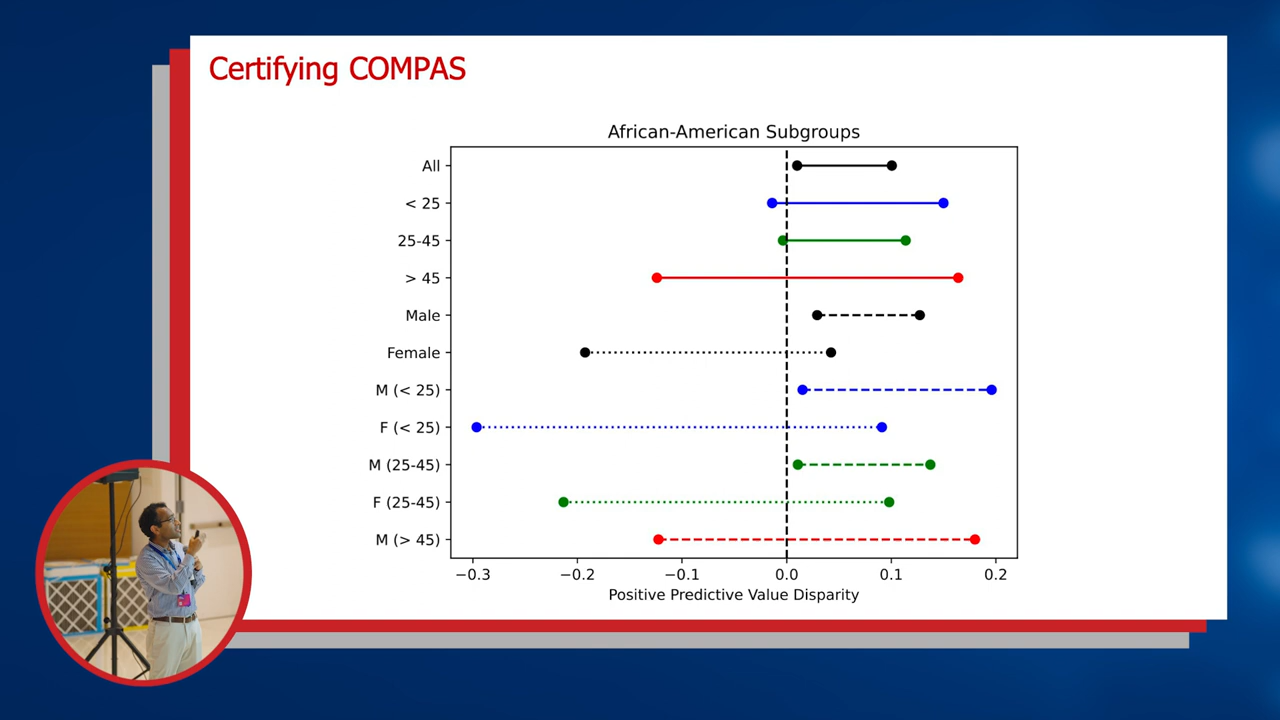 Certifying COMPAS
African-American Subgroups
All
< 25
25-45
> 45
Male
Female
M (< 25)
F (< 25)
M (25-45)
F (25-45)
M (> 45)
−0.3 −0.2 −0.1 0.0 0.1 0.2
Positive Predictive Value Disparity